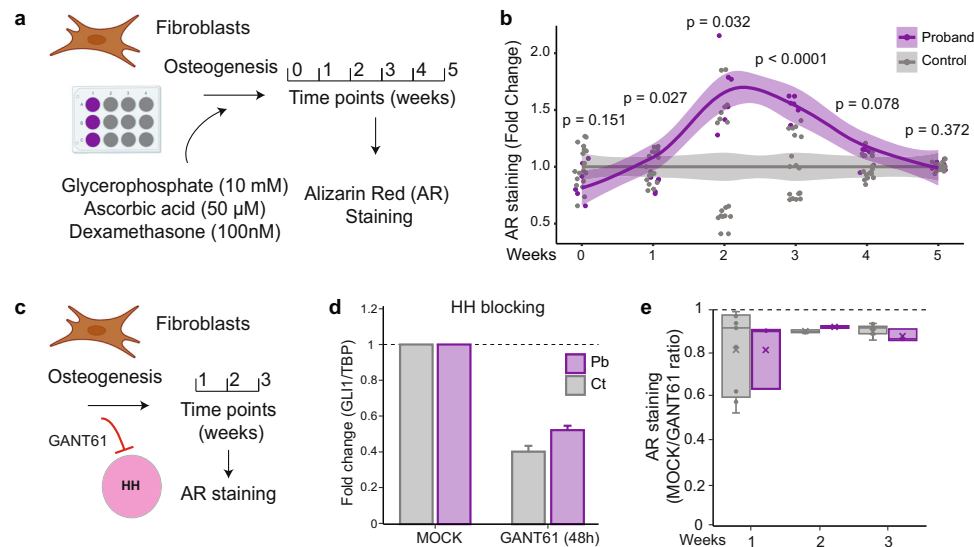 a
Fibroblasts
Osteogenesis
0 1 2 3 4 5
Time points (weeks)
Glycerophosphate (10 mM)
Ascorbic acid (50 µM)
Dexamethasone (100nM)
Alizarin Red (AR)
Staining
b
AR staining (Fold Change)
2.0
1.5
1.0
0.5
p = 0.151
p = 0.027
p = 0.032
p < 0.0001
p = 0.078
p = 0.372
Proband
Control
Weeks 0 1 2 3 4 5
c
Fibroblasts
Osteogenesis
1 2 3
Time points
(weeks)
GANT61
HH
AR staining
d
HH blocking
Fold change (GLI1/TBP)
1.2
1
0.8
0.6
0.4
0.2
0
Pb
Ct
MOCK GANT61 (48h)
e
AR staining
(MOCK/GANT61 ratio)
1
0.8
0.6
0.4
0.2
0
Weeks 1 2 3